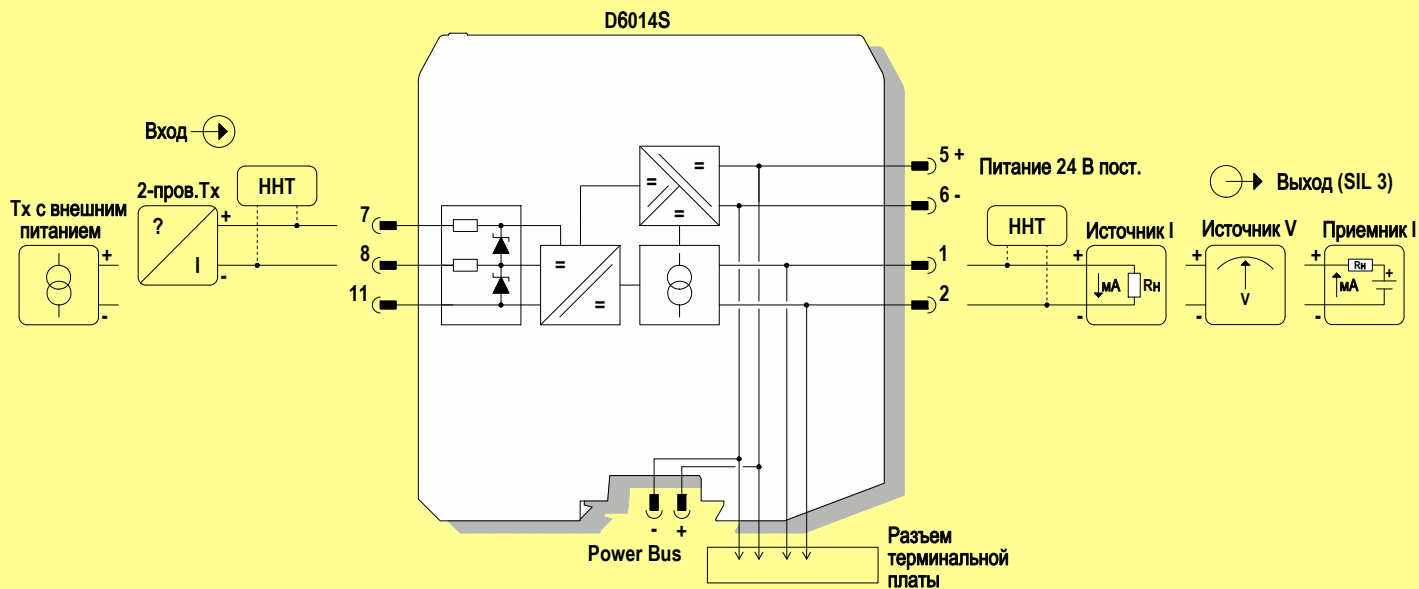 D6014S
Вход
2-пров.Tx
ННТ
Тх с внешним
питанием
+
-
?
I
+
-
7
8
11
=
=
=
=
=
5 +
6 -
Питание 24 В пост.
1
2
Выход (SIL 3)
ННТ
Источник I
+
-
мА
Rн
Источник V
+
-
V
Приемник I
+
-
Rн
мА
+
-
+
Power Bus
Разъем
терминальной
платы